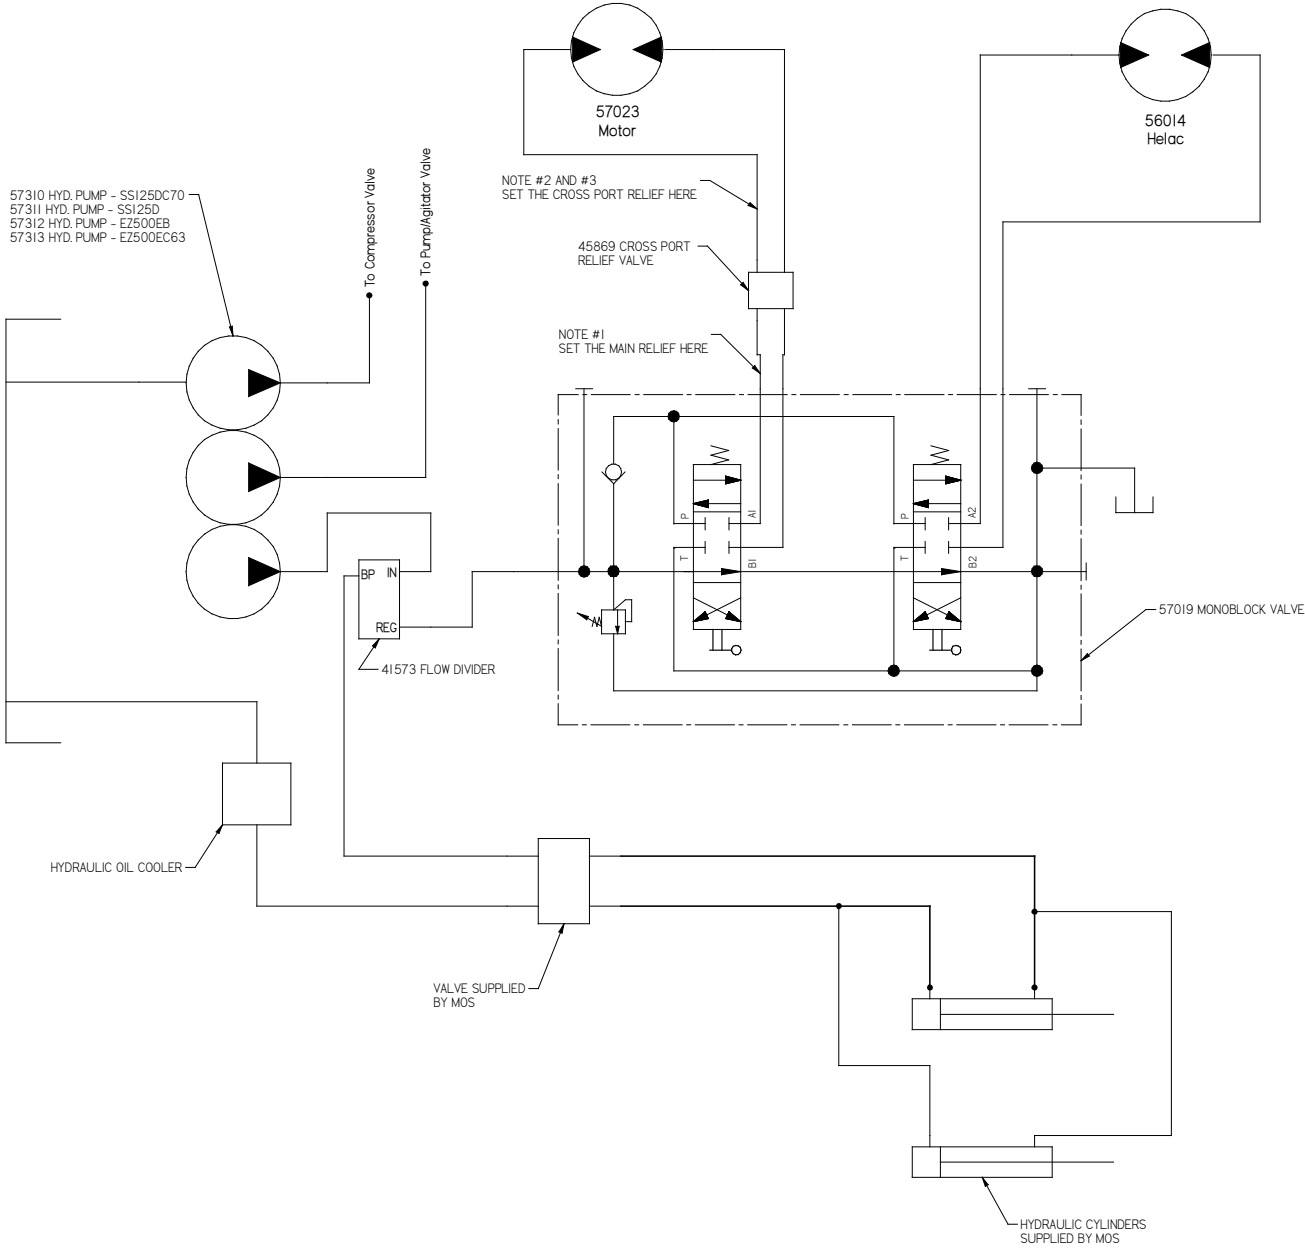 57023
Motor
56014
Helac
57310 HYD. PUMP - SS125DC70
57311 HYD. PUMP - SS125D
57312 HYD. PUMP - EZ500EB
57313 HYD. PUMP - EZ500EC63
To Compressor Valve
To Pump/Agitator Valve
NOTE #2 AND #3
SET THE CROSS PORT RELIEF HERE
45869 CROSS PORT
RELIEF VALVE
NOTE #1
SET THE MAIN RELIEF HERE
P
A1
T
B1
P
A2
T
B2
BP
IN
REG
41573 FLOW DIVIDER
57019 MONOBLOCK VALVE
HYDRAULIC OIL COOLER
VALVE SUPPLIED
BY MOS
HYDRAULIC CYLINDERS
SUPPLIED BY MOS